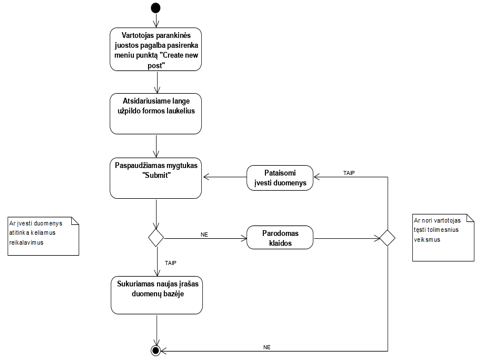 Vartotojas parankinės
juostos pagalba pasirenka
meniu punktą "Create new
post"
Atsidariusiame lange
užpildo formos laukelius
Paspaudžiamas mygtukas
"Submit"
Pataisomi
įvesti duomenys
TAIP
Ar įvesti duomenys
atitinka keliamus
reikalavimus
NE
Parodomas
klaidos
Ar nori vartotojas
tęsti tolimesnius
veiksmus
TAIP
Sukuriamas naujas įrašas
duomenų bazėje
NE